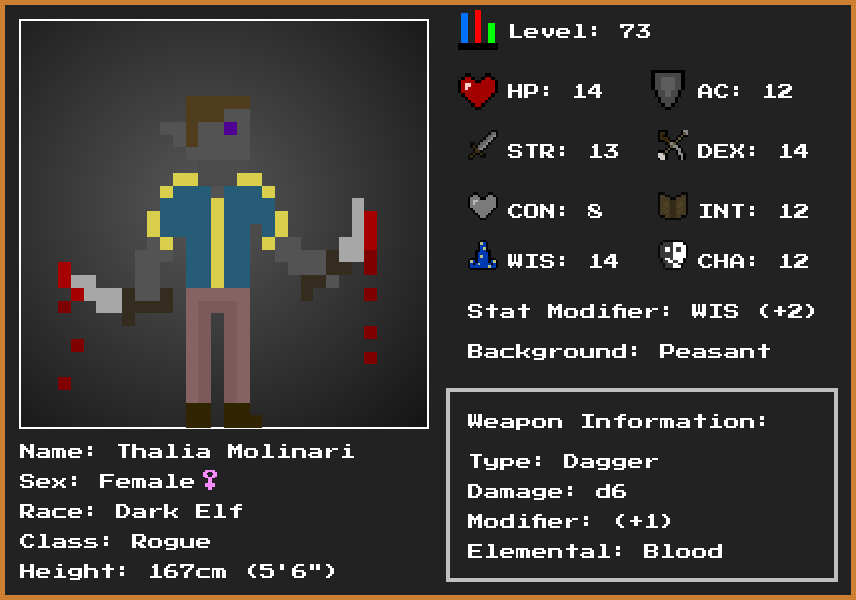 Level: 73
HP: 14
AC: 12
STR: 13
DEX: 14
CON: 8
INT: 12
WIS: 14
CHA: 12
Stat Modifier: WIS (+2)
Background: Peasant
Name: Thalia Molinari
Sex: Female♀
Race: Dark Elf
Class: Rogue
Height: 167cm (5'6")
Weapon Information:
Type: Dagger
Damage: d6
Modifier: (+1)
Elemental: Blood